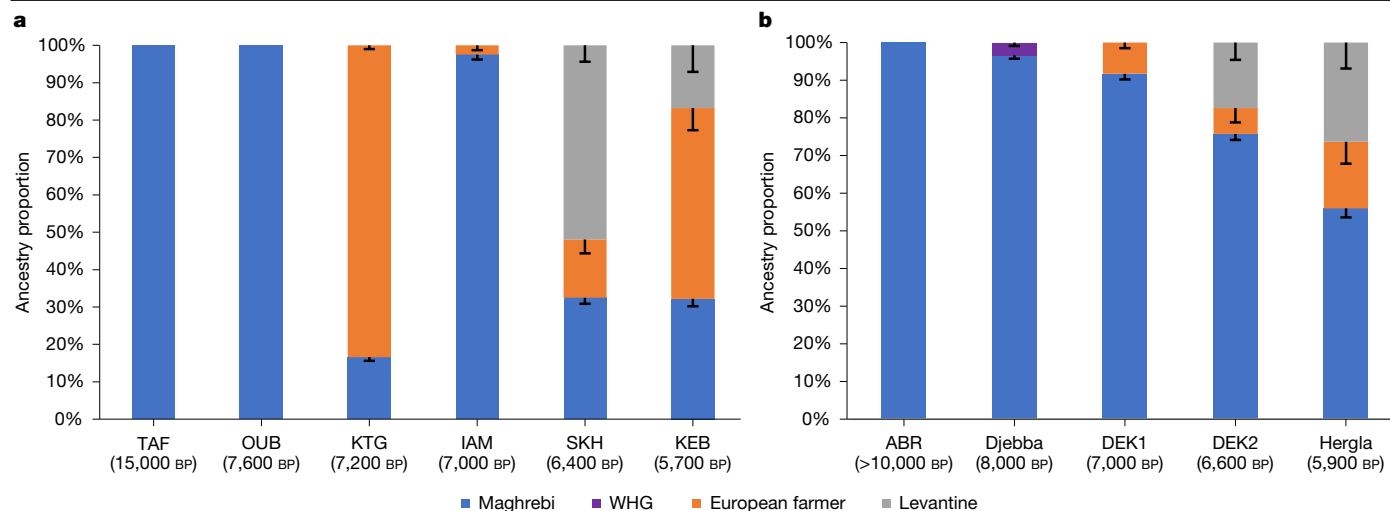 a
100%
90%
80%
70%
60%
50%
40%
30%
20%
10%
0%
Ancestry proportion
TAF OUB KTG IAM SKH KEB
(15,000 BP) (7,600 BP) (7,200 BP) (7,000 BP) (6,400 BP) (5,700 BP)
b
100%
90%
80%
70%
60%
50%
40%
30%
20%
10%
0%
Ancestry proportion
ABR Djebba DEK1 DEK2 Hergla
(>10,000 BP) (8,000 BP) (7,000 BP) (6,600 BP) (5,900 BP)
Maghrebi WHG European farmer Levantine